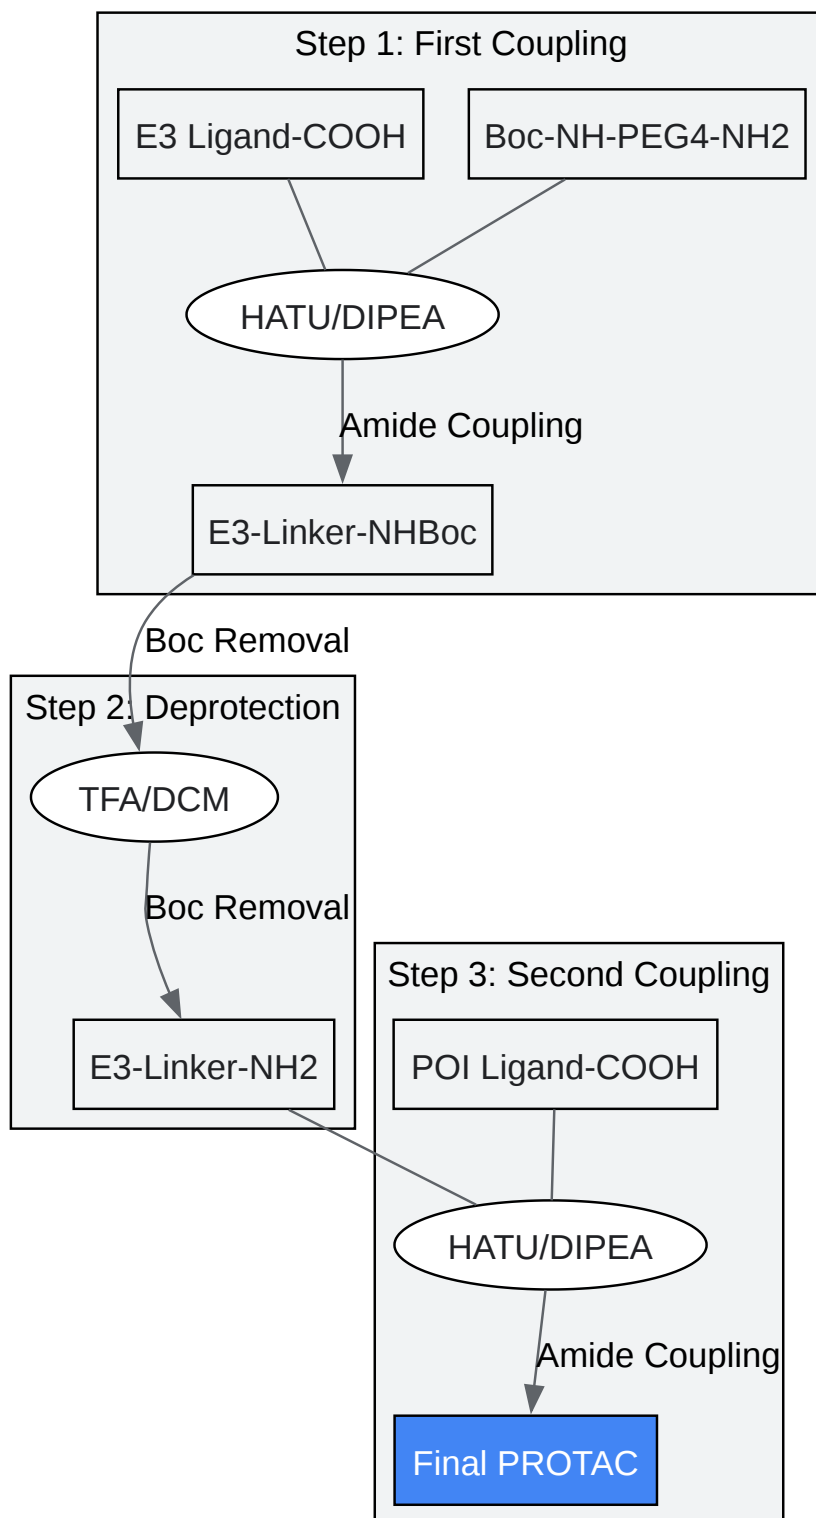 Step 1: First Coupling
E3 Ligand-COOH
Boc-NH-PEG4-NH2
HATU/DIPEA
Amide Coupling
E3-Linker-NHBoc
Boc Removal
Step 2: Deprotection
TFA/DCM
Boc Removal
E3-Linker-NH2
Step 3: Second Coupling
POI Ligand-COOH
HATU/DIPEA
Amide Coupling
Final PROTAC